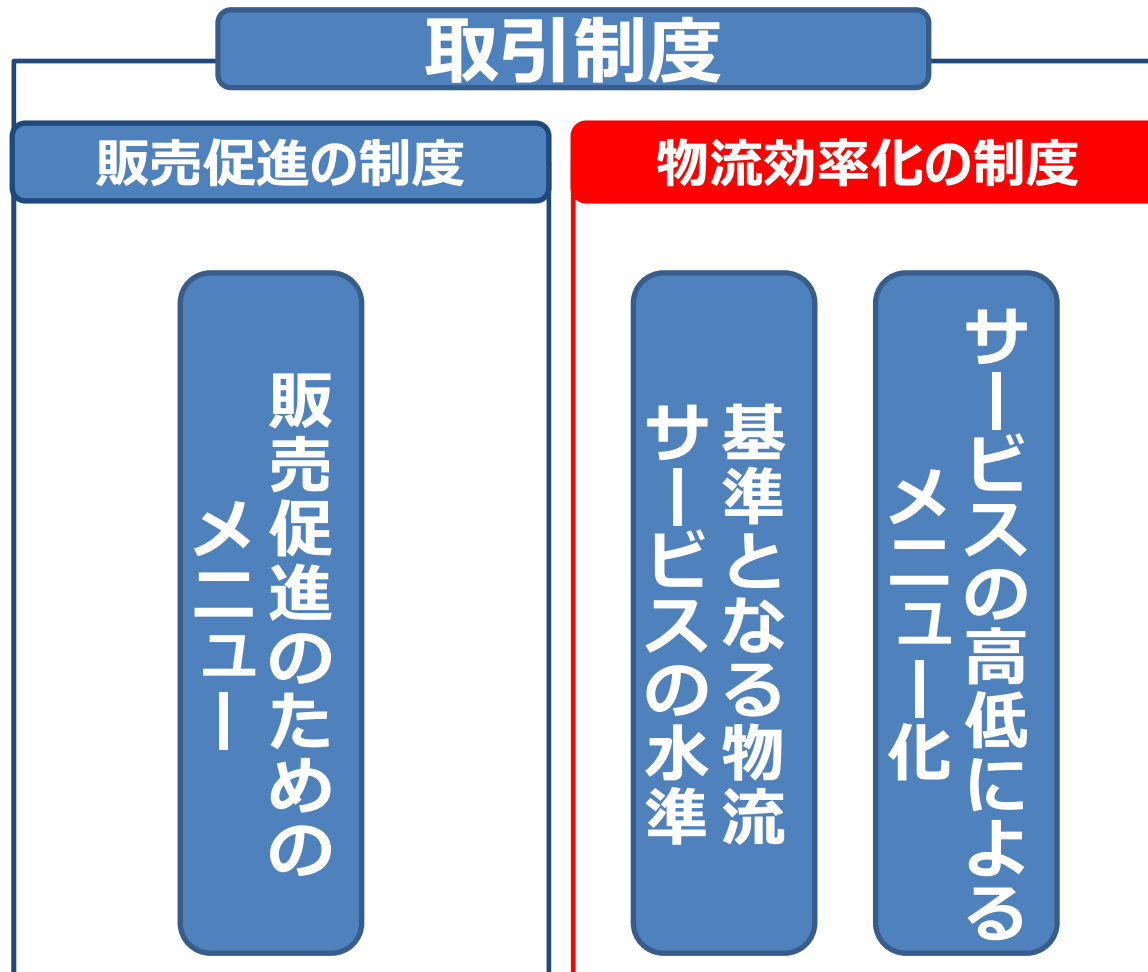 取引制度
販売促進の制度
物流効率化の制度
販売促進のための
メニュー
基準となる物流
サービスの水準
サービスの高低による
メニュー化